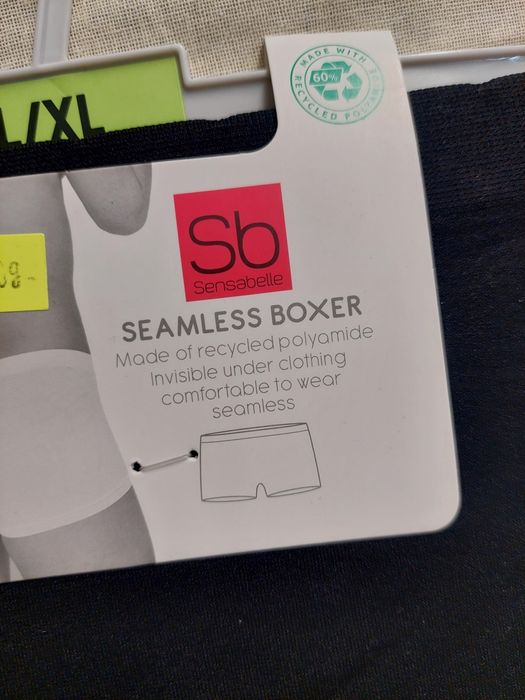 MADE WITH
60%
RECYCLED POLYAMIDE
L/XL
Sb
Sensabelle
SEAMLESS BOXER
Made of recycled polyamide
Invisible under clothing
comfortable to wear
seamless